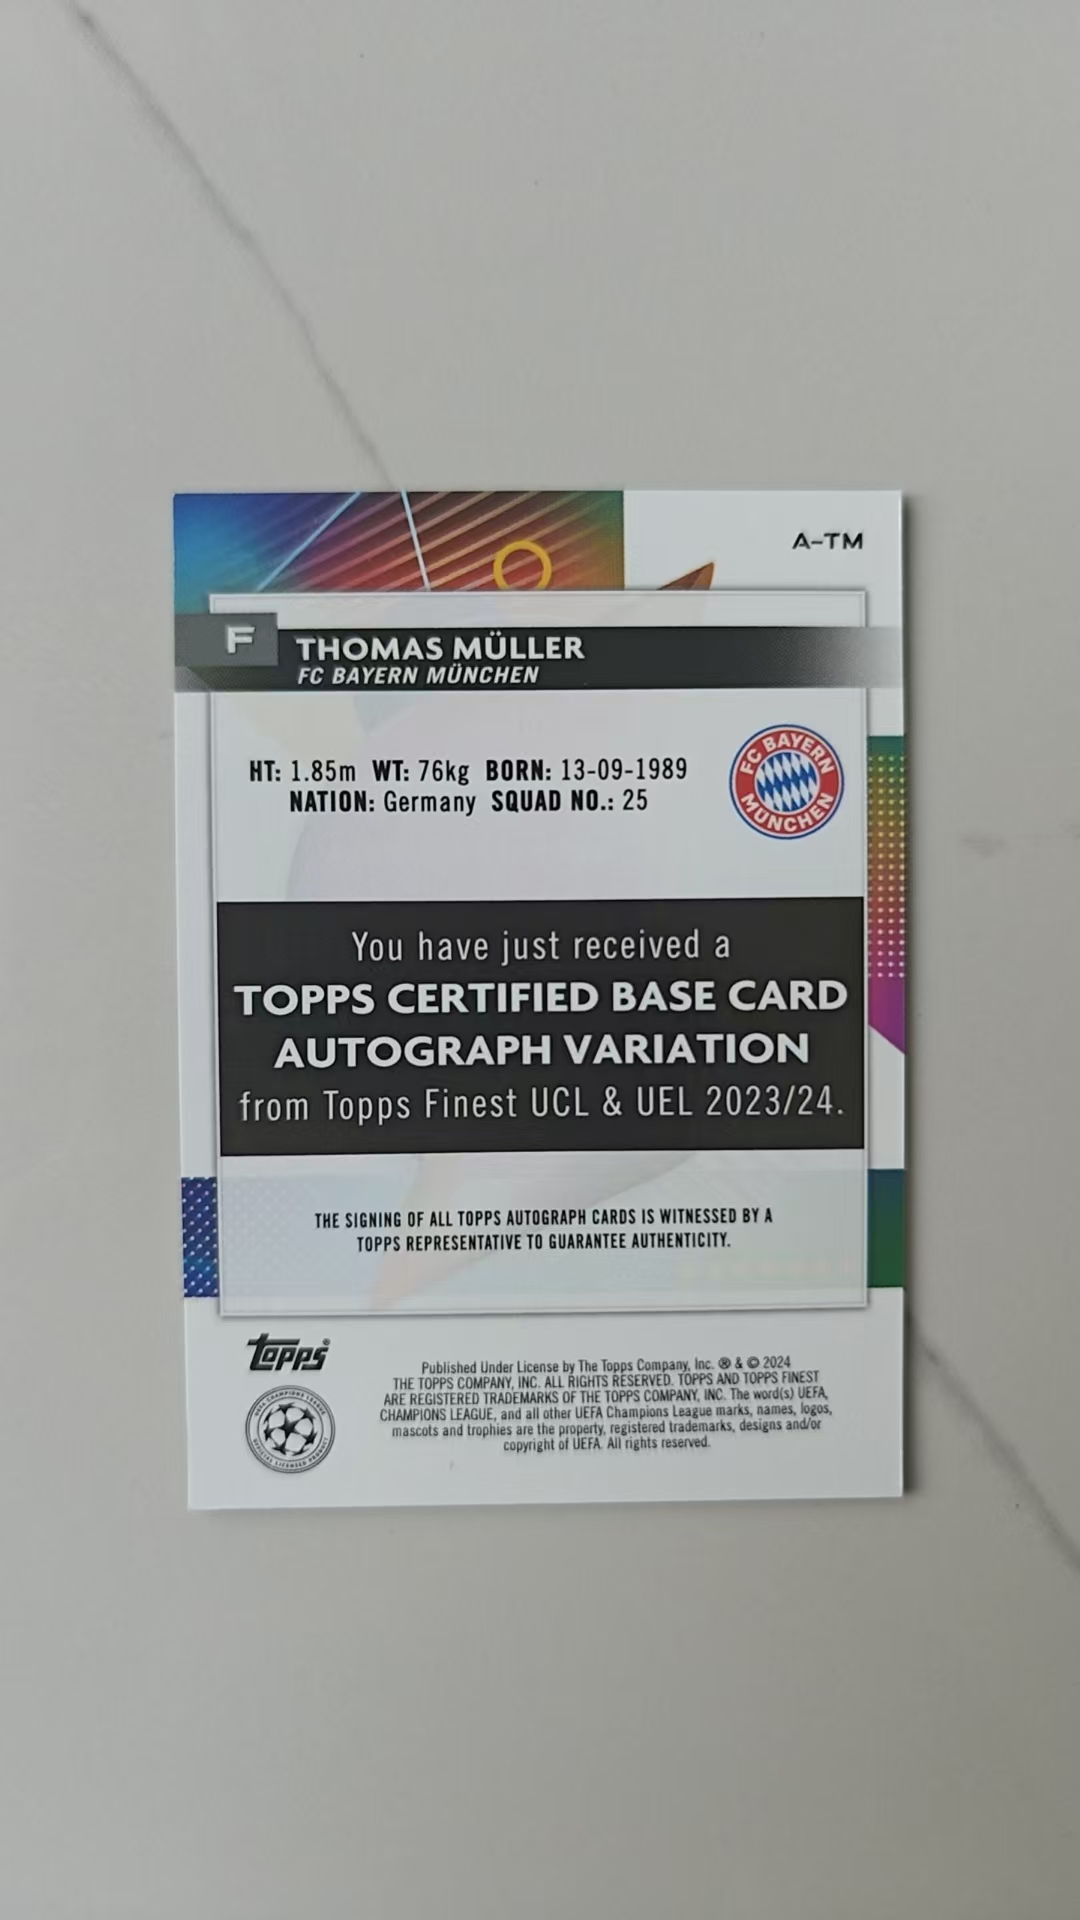 A-TM
F
THOMAS MÜLLER
FC BAYERN MÜNCHEN
HT: 1.85m WT: 76kg BORN: 13-09-1989
NATION: Germany SQUAD NO.: 25
FC BAYERN
MÜNCHEN
You have just received a
TOPPS CERTIFIED BASE CARD
AUTOGRAPH VARIATION
from Topps Finest UCL & UEL 2023/24.
THE SIGNING OF ALL TOPPS AUTOGRAPH CARDS IS WITNESSED BY A
TOPPS REPRESENTATIVE TO GUARANTEE AUTHENTICITY.
topps®
UEFA CHAMPIONS LEAGUE
OFFICIAL LICENSED PRODUCT
Published Under License by The Topps Company, Inc. ® & © 2024
THE TOPPS COMPANY, INC. ALL RIGHTS RESERVED. TOPPS AND TOPPS FINEST
ARE REGISTERED TRADEMARKS OF THE TOPPS COMPANY, INC. The word(s) UEFA,
CHAMPIONS LEAGUE, and all other UEFA Champions League marks, names, logos,
mascots and trophies are the property, registered trademarks, designs and/or
copyright of UEFA. All rights reserved.